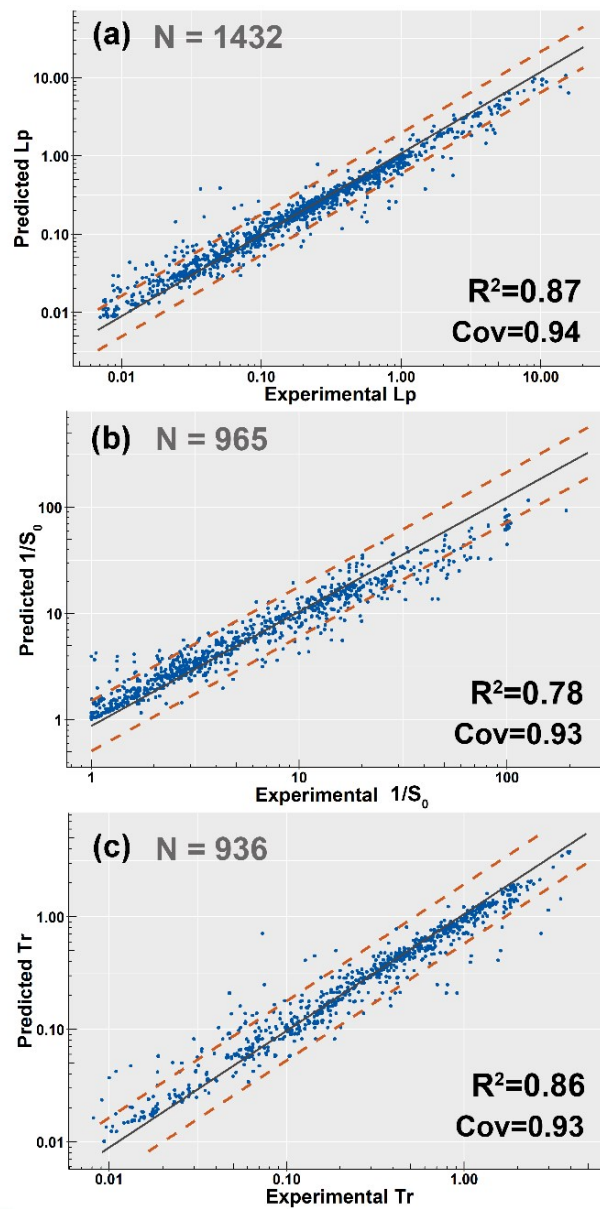 (a) N = 1432
10.00
1.00
0.10
0.01
Predicted Lp
R²=0.87
Cov=0.94
0.01 0.10 1.00 10.00
Experimental Lp
(b) N = 965
100
10
1
Predicted 1/S₀
R²=0.78
Cov=0.93
1 10 100
Experimental 1/S₀
(c) N = 936
1.00
0.10
0.01
Predicted Tr
R²=0.86
Cov=0.93
0.01 0.10 1.00
Experimental Tr